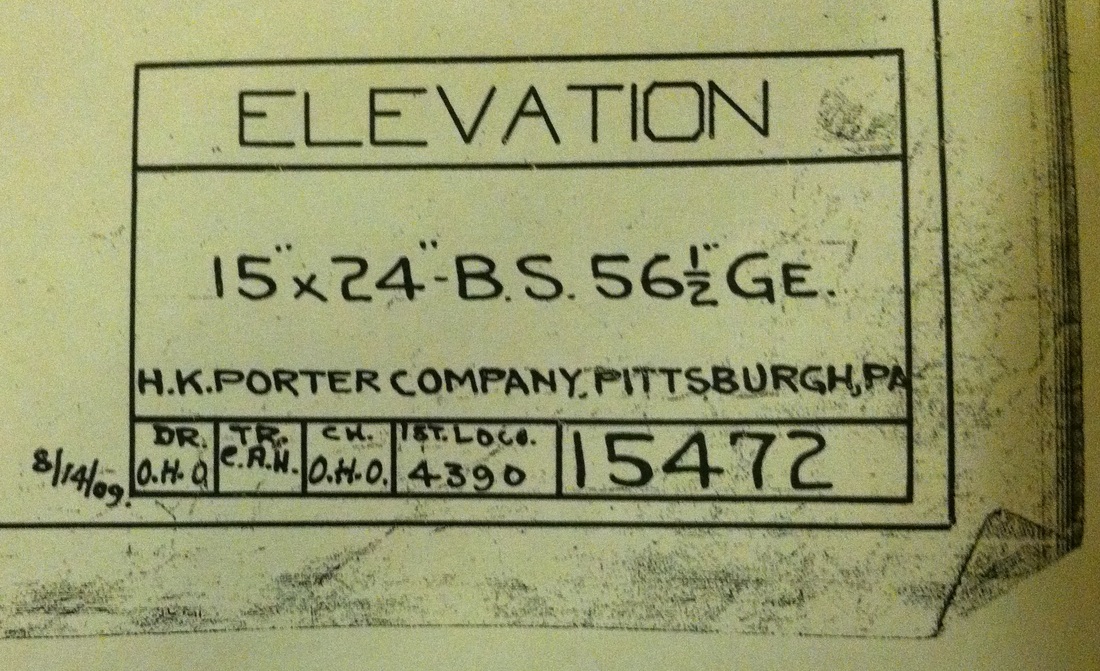 ELEVATION
15"x24"-B.S. 56½" GE.
H.K.PORTER COMPANY, PITTSBURGH, PA
DR. TR. CH. 1ST. LOCO.
8/14/09. O.H.O. C.A.H. O.H.O. 4390 15472